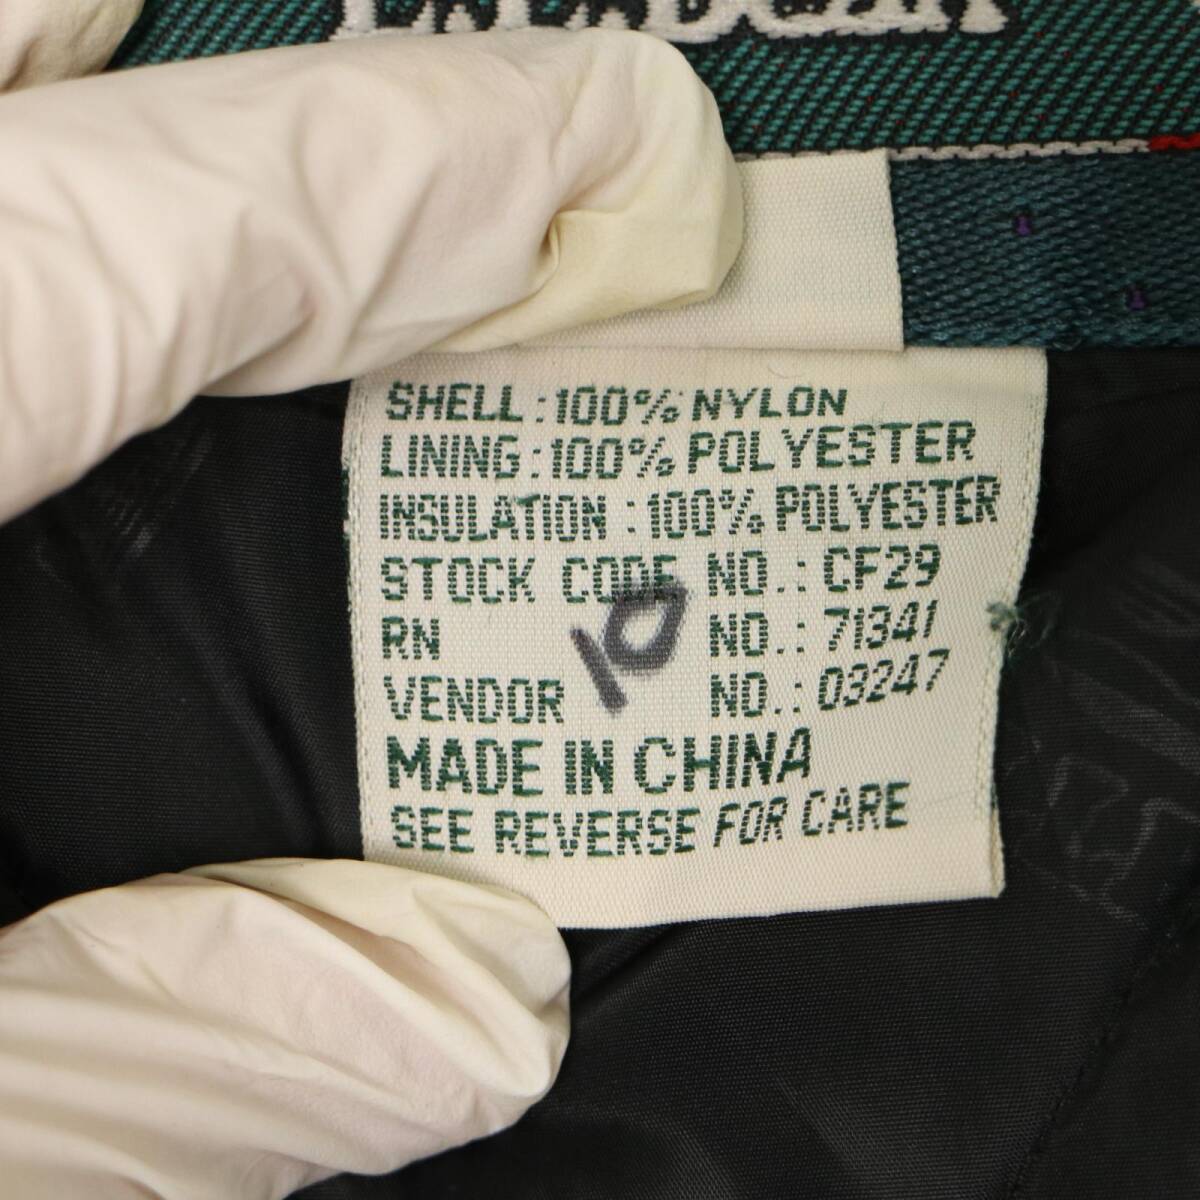 L.L.Bean
SHELL : 100% NYLON
LINING : 100% POLYESTER
INSULATION : 100% POLYESTER
STOCK CODE NO. : CF29
RN NO. : 71341
VENDOR NO. : 03247
10
MADE IN CHINA
SEE REVERSE FOR CARE